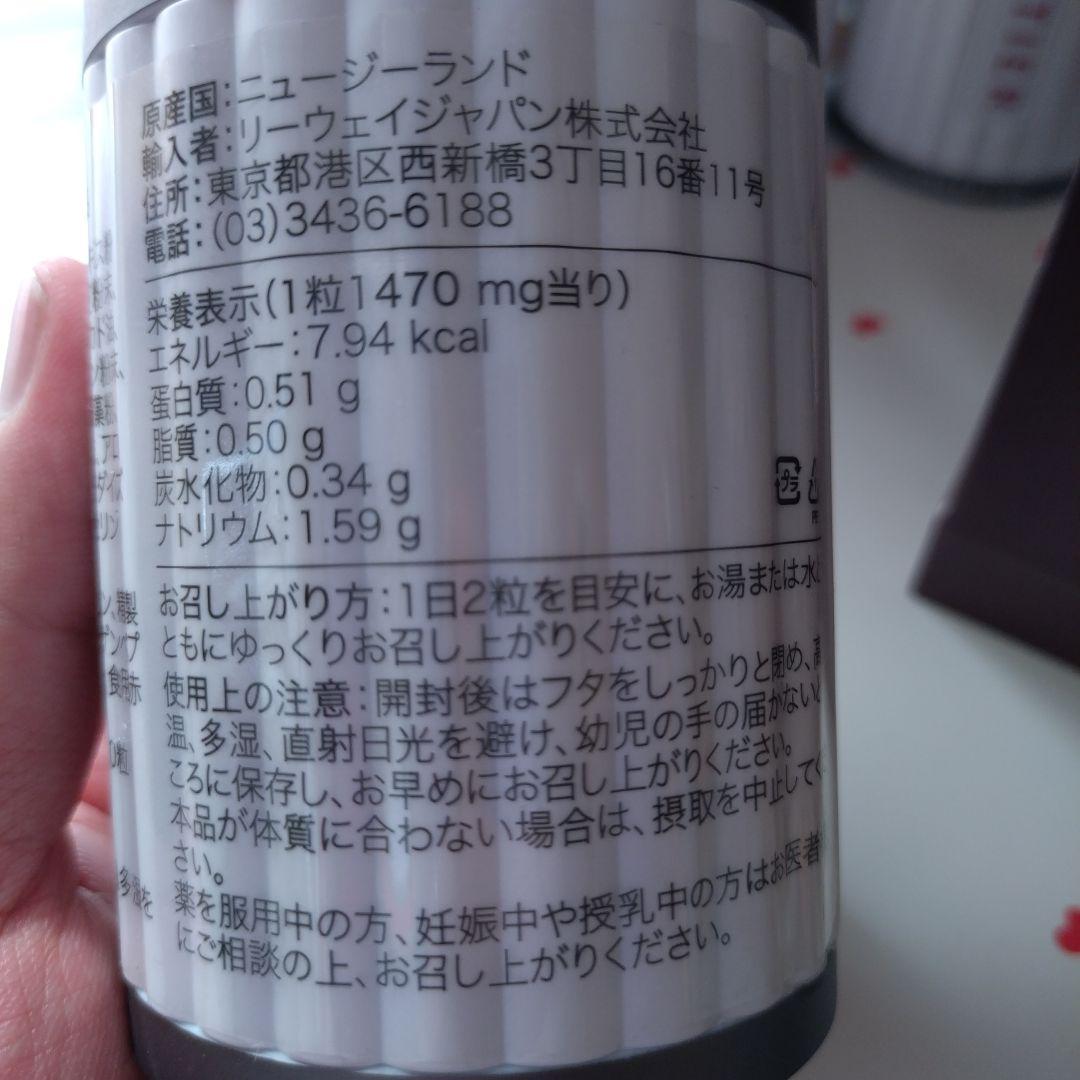 原産国：ニュージーランド
輸入者：リーウェイジャパン株式会社
住所：東京都港区西新橋3丁目16番11号
電話：(03)3436-6188
栄養表示(1粒1470 mg当り)
エネルギー：7.94 kcal
蛋白質：0.51 g
脂質：0.50 g
炭水化物：0.34 g
ナトリウム：1.59 g
プラ
お召し上がり方：1日2粒を目安に、お湯または水と
ともにゆっくりお召し上がりください。
使用上の注意：開封後はフタをしっかりと閉め、高
温、多湿、直射日光を避け、幼児の手の届かないと
ころに保存し、お早めにお召し上がりください。
本品が体質に合わない場合は、摂取を中止してく
さい。
薬を服用中の方、妊娠中や授乳中の方はお医者
にご相談の上、お召し上がりください。